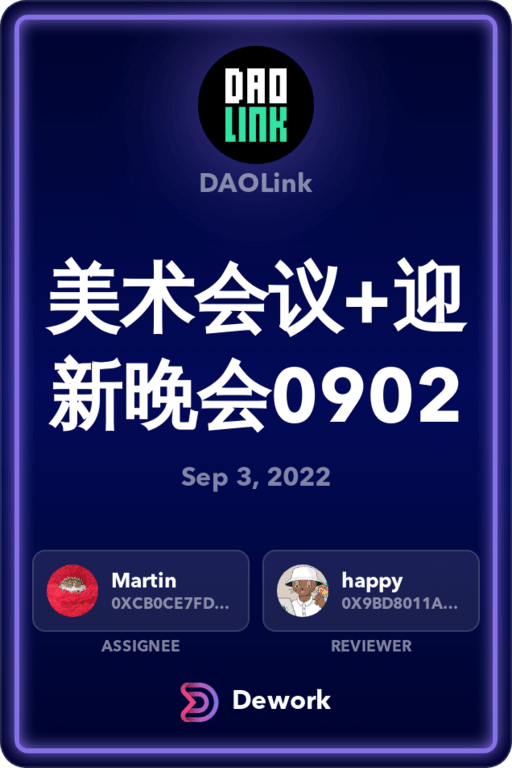 DAO
LINK
DAOLink
美术会议+迎
新晚会0902
Sep 3, 2022
Martin
0XCB0CE7FD...
happy
0X9BD8011A...
ASSIGNEE
REVIEWER
Dework